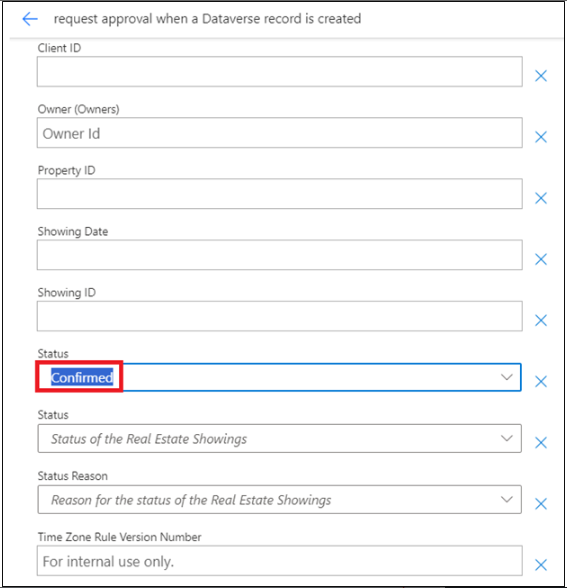 request approval when a Dataverse record is created
Client ID
Owner (Owners)
Owner Id
Property ID
Showing Date
Showing ID
Status
Confirmed
Status
Status of the Real Estate Showings
Status Reason
Reason for the status of the Real Estate Showings
Time Zone Rule Version Number
For internal use only.